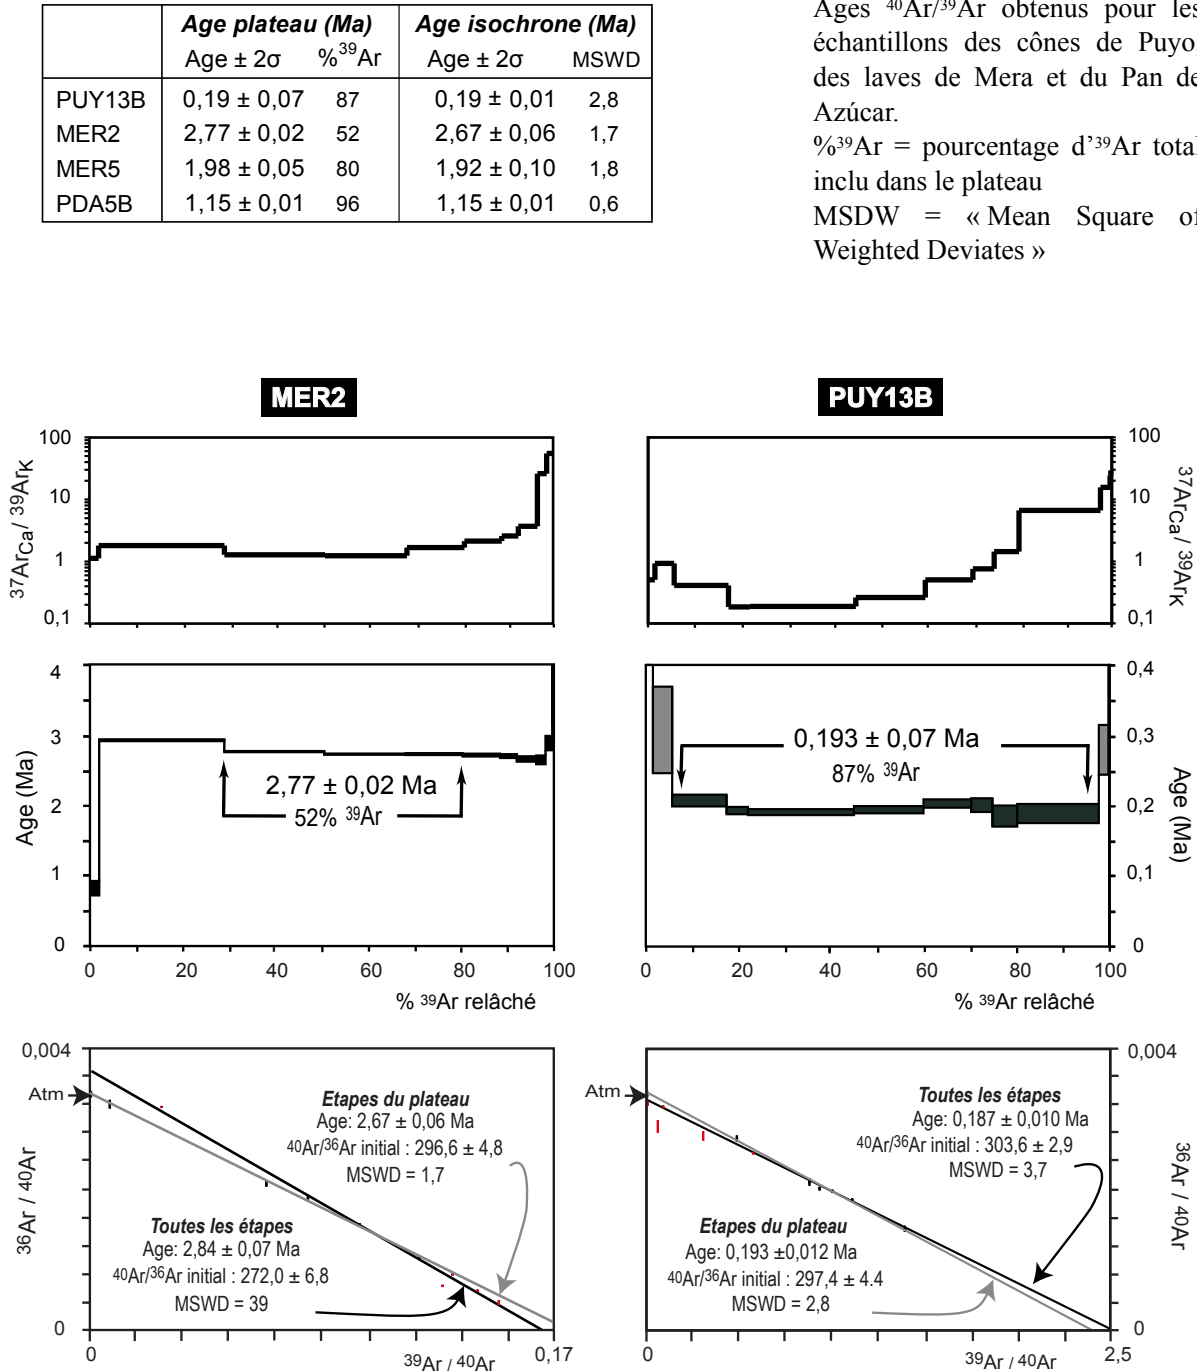 Age plateau (Ma) Age isochrone (Ma)
Age ± 2σ %39Ar Age ± 2σ MSWD
PUY13B 0,19 ± 0,07 87 0,19 ± 0,01 2,8
MER2 2,77 ± 0,02 52 2,67 ± 0,06 1,7
MER5 1,98 ± 0,05 80 1,92 ± 0,10 1,8
PDA5B 1,15 ± 0,01 96 1,15 ± 0,01 0,6
Ages 40Ar/39Ar obtenus pour les
échantillons des cônes de Puyo,
des laves de Mera et du Pan de
Azúcar.
%39Ar = pourcentage d'39Ar total
inclu dans le plateau
MSDW = « Mean Square of
Weighted Deviates »
MER2
37ArCa / 39ArK
100
10
1
0,1
Age (Ma)
4
3
2
1
0
2,77 ± 0,02 Ma
52% 39Ar
0 20 40 60 80 100
% 39Ar relâché
36Ar / 40Ar
0,004
Atm
Etapes du plateau
Age: 2,67 ± 0,06 Ma
40Ar/36Ar initial : 296,6 ± 4,8
MSWD = 1,7
Toutes les étapes
Age: 2,84 ± 0,07 Ma
40Ar/36Ar initial : 272,0 ± 6,8
MSWD = 39
0
0 0,17
39Ar / 40Ar
PUY13B
100
10
1
0,1
37ArCa / 39ArK
0,193 ± 0,07 Ma
87% 39Ar
0,4
0,3
0,2
0,1
0
Age (Ma)
0 20 40 60 80 100
% 39Ar relâché
0,004
Atm
Toutes les étapes
Age: 0,187 ± 0,010 Ma
40Ar/36Ar initial : 303,6 ± 2,9
MSWD = 3,7
Etapes du plateau
Age: 0,193 ±0,012 Ma
40Ar/36Ar initial : 297,4 ± 4.4
MSWD = 2,8
36Ar / 40Ar
0
0 2,5
39Ar / 40Ar